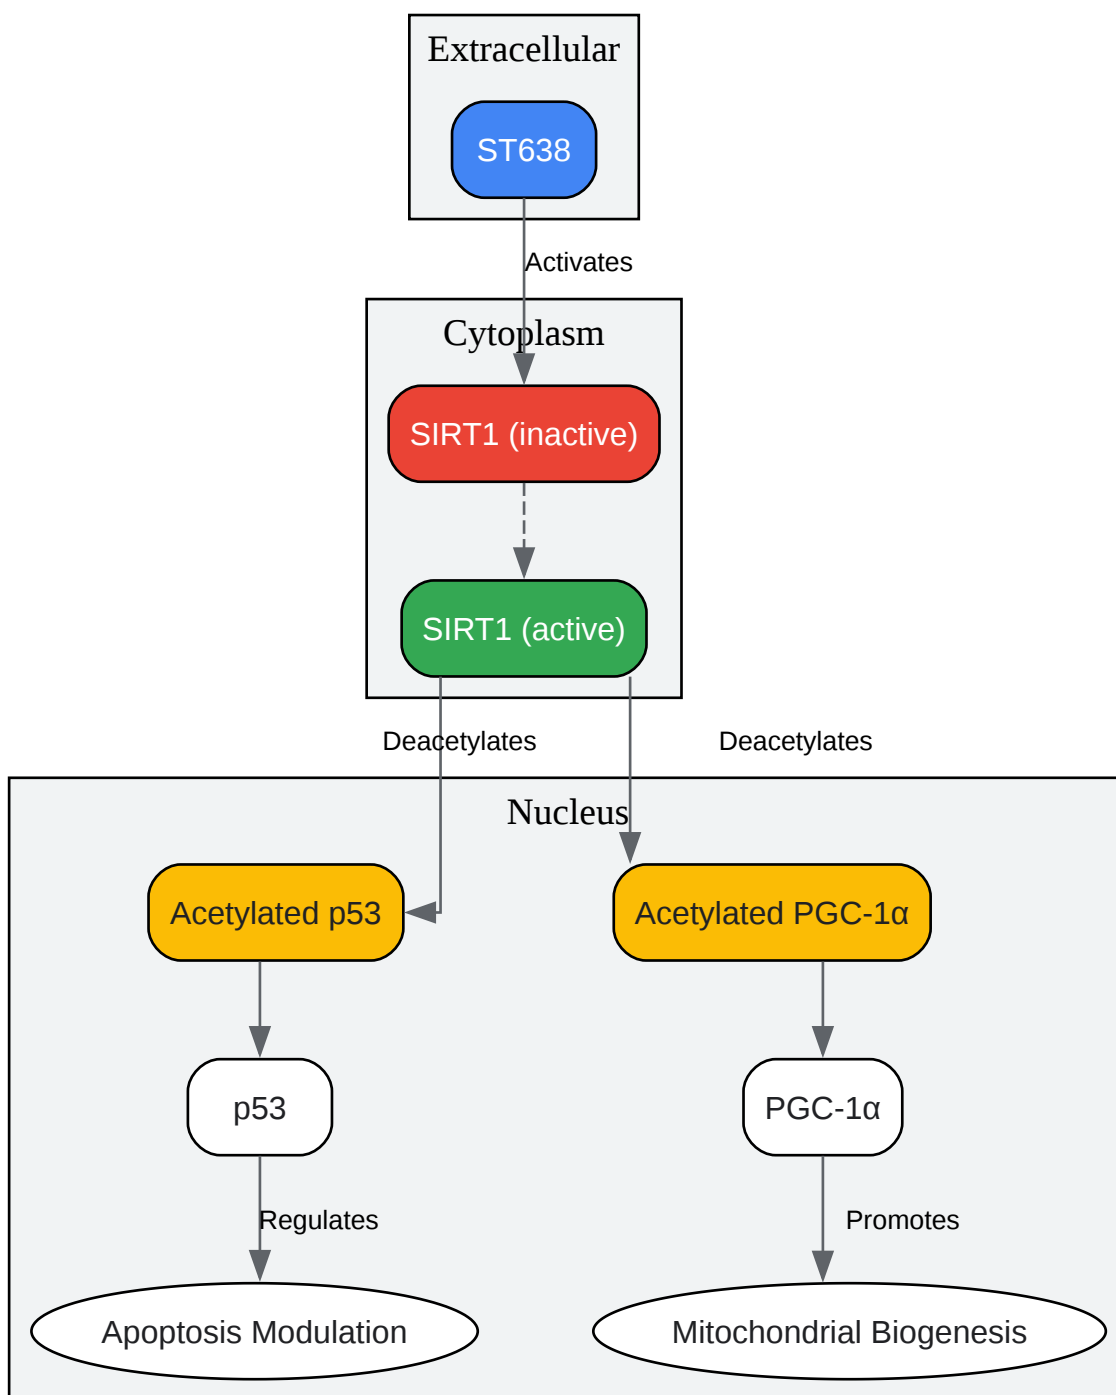 Extracellular
ST638
Activates
Cytoplasm
SIRT1 (inactive)
SIRT1 (active)
Deacetylates
Deacetylates
Nucleus
Acetylated p53
Acetylated PGC-1α
p53
PGC-1α
Regulates
Promotes
Apoptosis Modulation
Mitochondrial Biogenesis